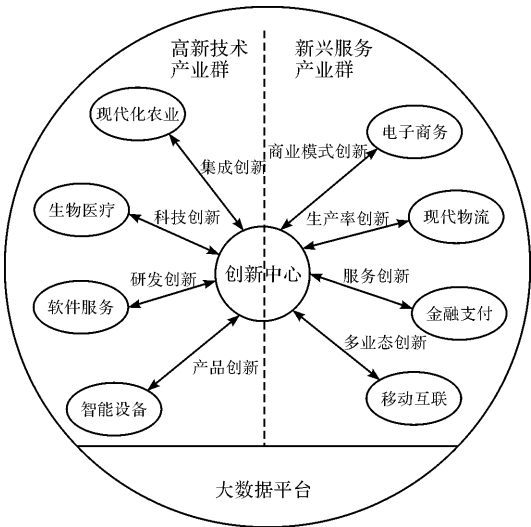 高新技术
产业群
新兴服务
产业群
现代化农业
电子商务
集成创新
商业模式创新
生物医疗
科技创新
生产率创新
现代物流
研发创新
创新中心
服务创新
软件服务
金融支付
产品创新
多业态创新
智能设备
移动互联
大数据平台